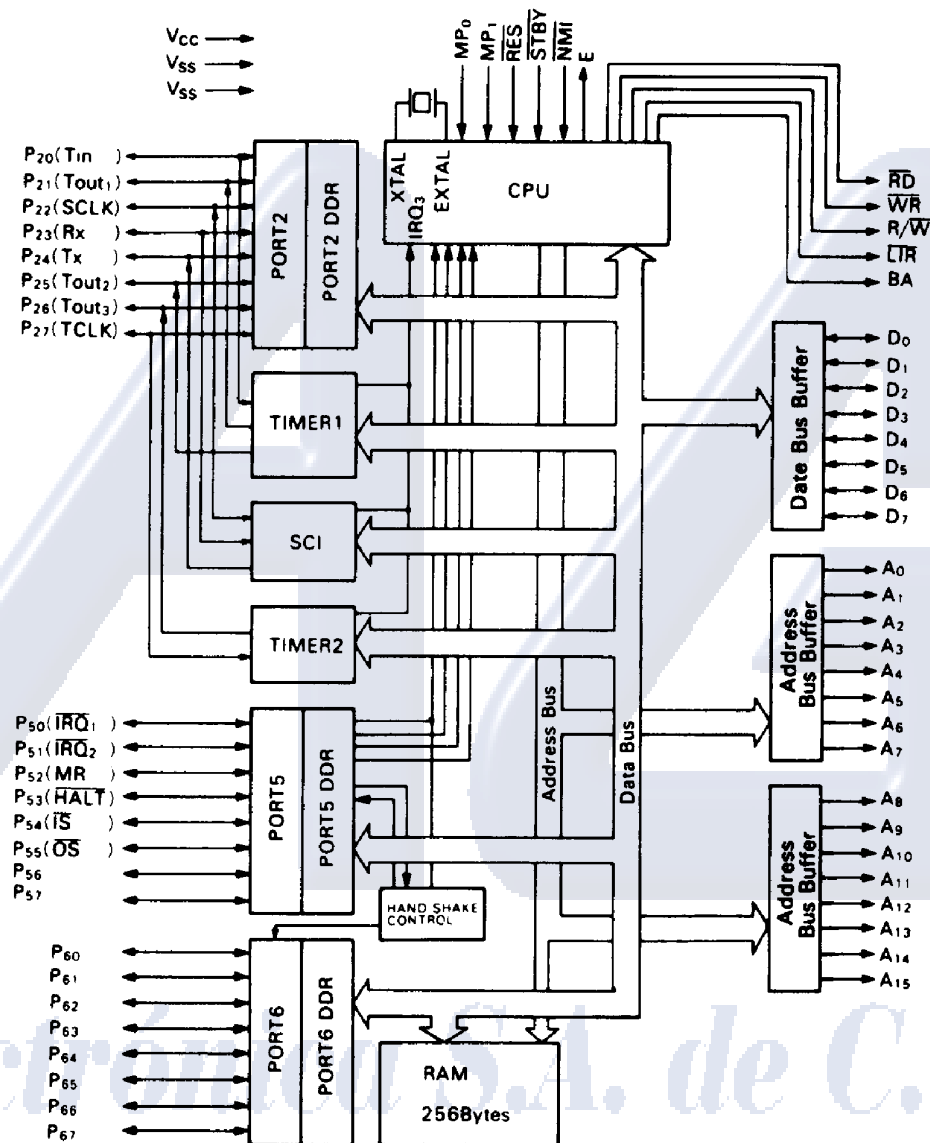 Vcc
Vss
Vss
MP0
MP1
RES
STBY
NMI
E
P20(Tin )
P21(Tout1)
P22(SCLK)
P23(Rx )
P24(Tx )
P25(Tout2)
P26(Tout3)
P27(TCLK)
PORT2
PORT2 DDR
XTAL
IRQ3
EXTAL
CPU
RD
WR
R/W
LIR
BA
TIMER1
SCI
TIMER2
Date Bus Buffer
D0
D1
D2
D3
D4
D5
D6
D7
Address
Bus Buffer
A0
A1
A2
A3
A4
A5
A6
A7
Address Bus
Data Bus
P50(IRQ1 )
P51(IRQ2 )
P52(MR )
P53(HALT )
P54(IS )
P55(OS )
P56
P57
PORT5
PORT5 DDR
HAND SHAKE
CONTROL
Address
Bus Buffer
A8
A9
A10
A11
A12
A13
A14
A15
P60
P61
P62
P63
P64
P65
P66
P67
PORT6
PORT6 DDR
RAM
256Bytes
ctrónica S.A. de C.